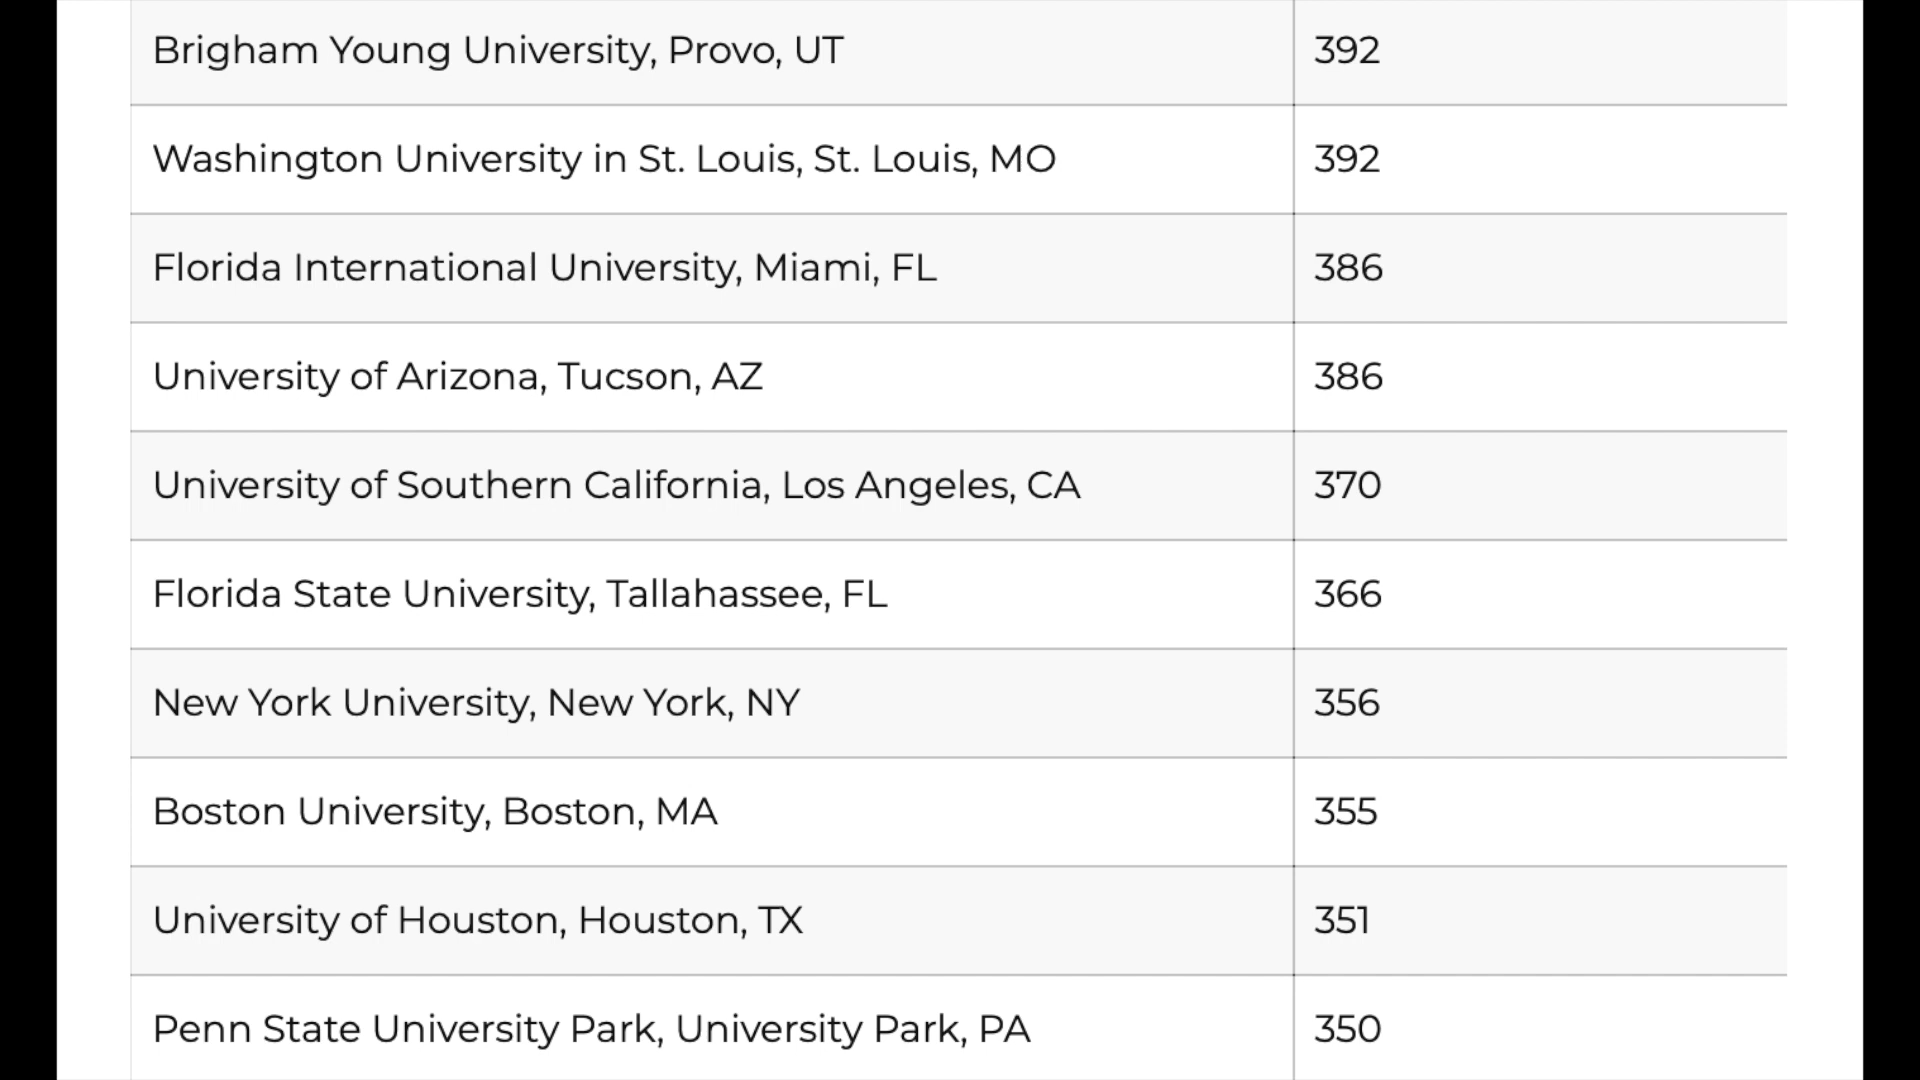 Brigham Young University, Provo, UT 392
Washington University in St. Louis, St. Louis, MO 392
Florida International University, Miami, FL 386
University of Arizona, Tucson, AZ 386
University of Southern California, Los Angeles, CA 370
Florida State University, Tallahassee, FL 366
New York University, New York, NY 356
Boston University, Boston, MA 355
University of Houston, Houston, TX 351
Penn State University Park, University Park, PA 350